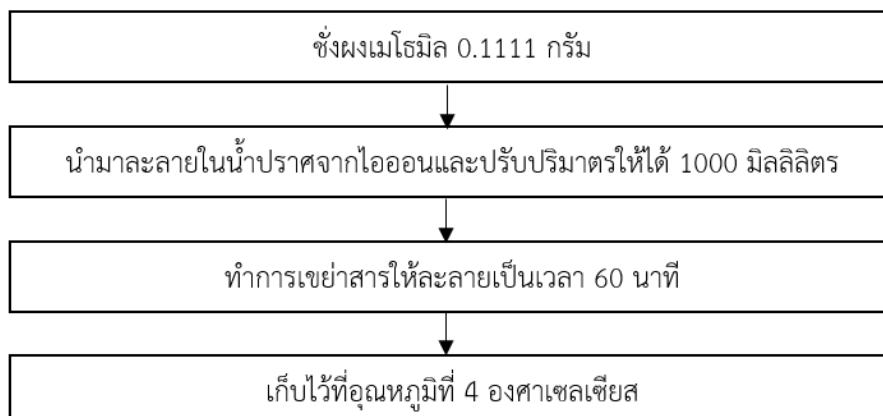 ชั่งผงเมโธมิล 0.1111 กรัม
นำมาละลายในน้ำปราศจากไอออนและปรับปริมาตรให้ได้ 1000 มิลลิลิตร
ทำการเขย่าสารให้ละลายเป็นเวลา 60 นาที
เก็บไว้ที่อุณหภูมิที่ 4 องศาเซลเซียส